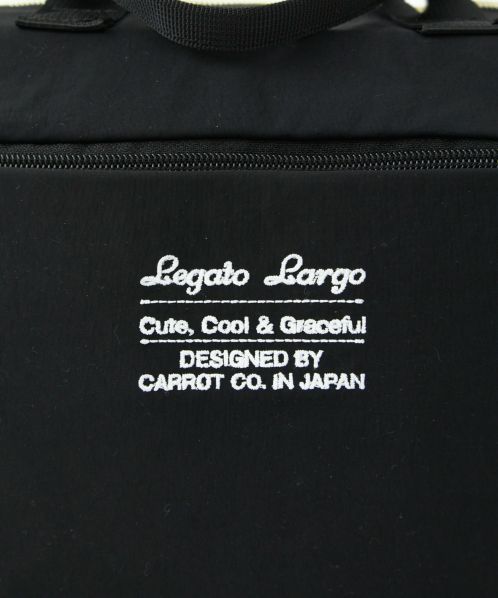 Legato Largo
Cute, Cool & Graceful
DESIGNED BY
CARROT CO. IN JAPAN